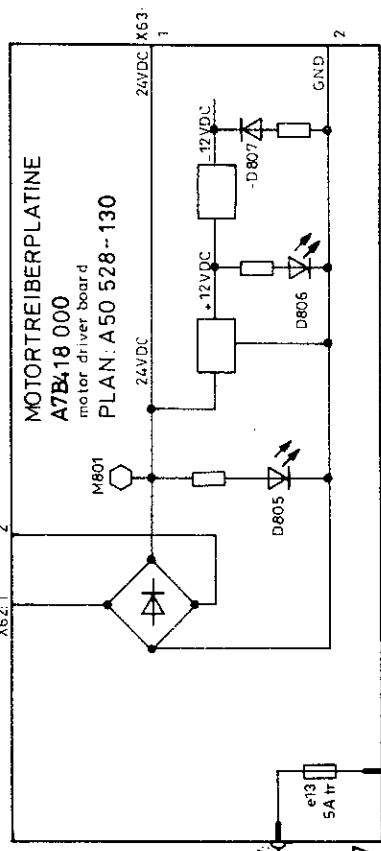 X63:
1
2
24VDC
GND
MOTORTREIBERPLATINE
A7B418 000
motor driver board
PLAN: A50 528--130
24VDC
+12VDC
-12VDC
-D807
D806
M801
D805
X62:1
2
e13
5A tr